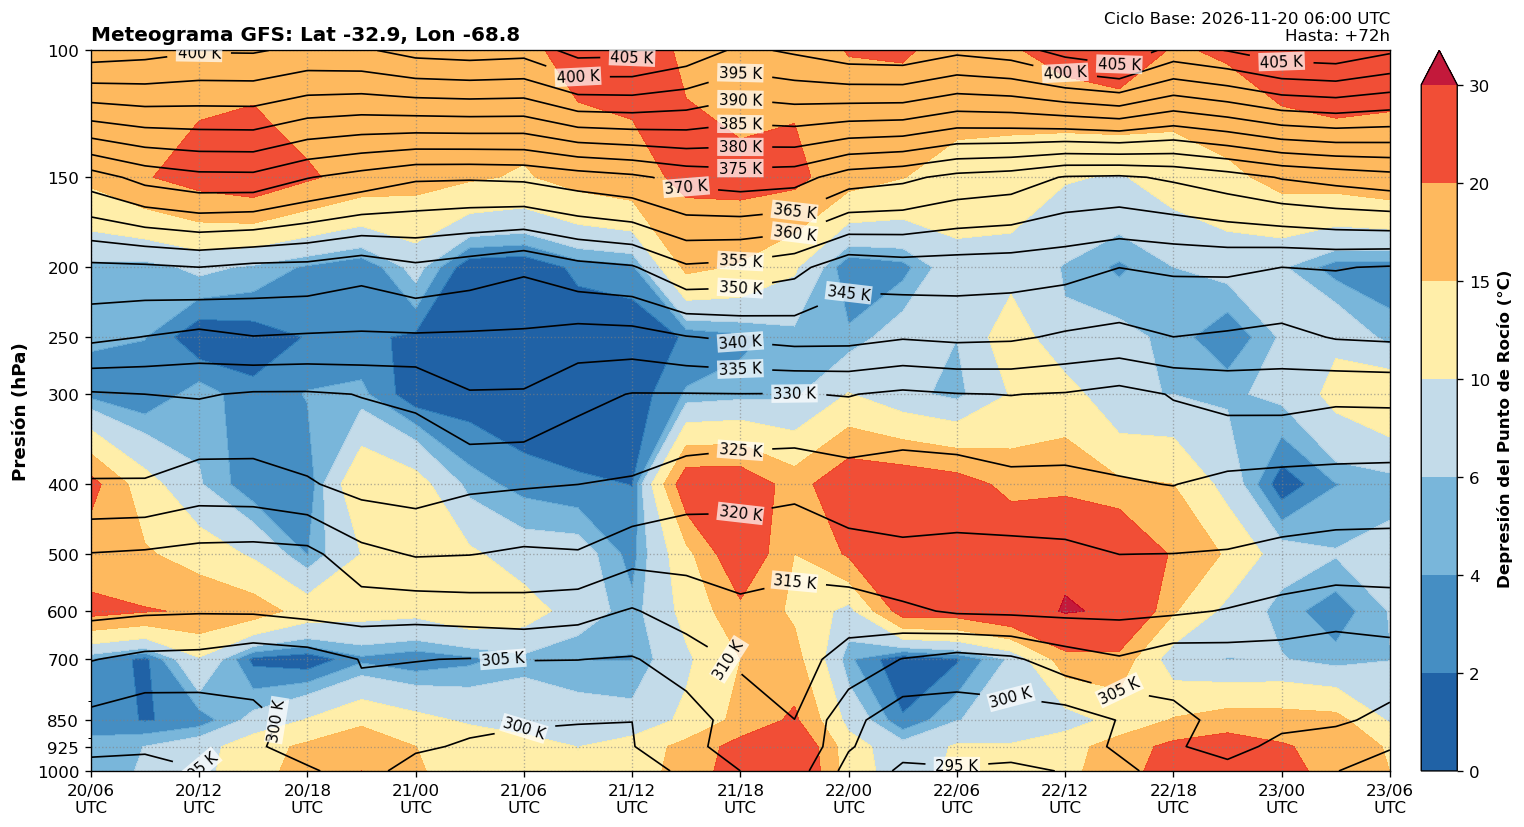 Ciclo Base: 2026-11-20 06:00 UTC
Meteograma GFS: Lat -32.9, Lon -68.8
Hasta: +72h
Presión (hPa)
100
150
200
250
300
400
500
600
700
850
925
1000
400 K
405 K
400 K
395 K
390 K
385 K
380 K
375 K
370 K
365 K
360 K
355 K
350 K
345 K
340 K
335 K
330 K
325 K
320 K
315 K
310 K
305 K
300 K
300 K
400 K
405 K
405 K
305 K
300 K
295 K
20/06 UTC
20/12 UTC
20/18 UTC
21/00 UTC
21/06 UTC
21/12 UTC
21/18 UTC
22/00 UTC
22/06 UTC
22/12 UTC
22/18 UTC
23/00 UTC
23/06 UTC
30
20
15
10
6
4
2
0
Depresión del Punto de Rocío (°C)